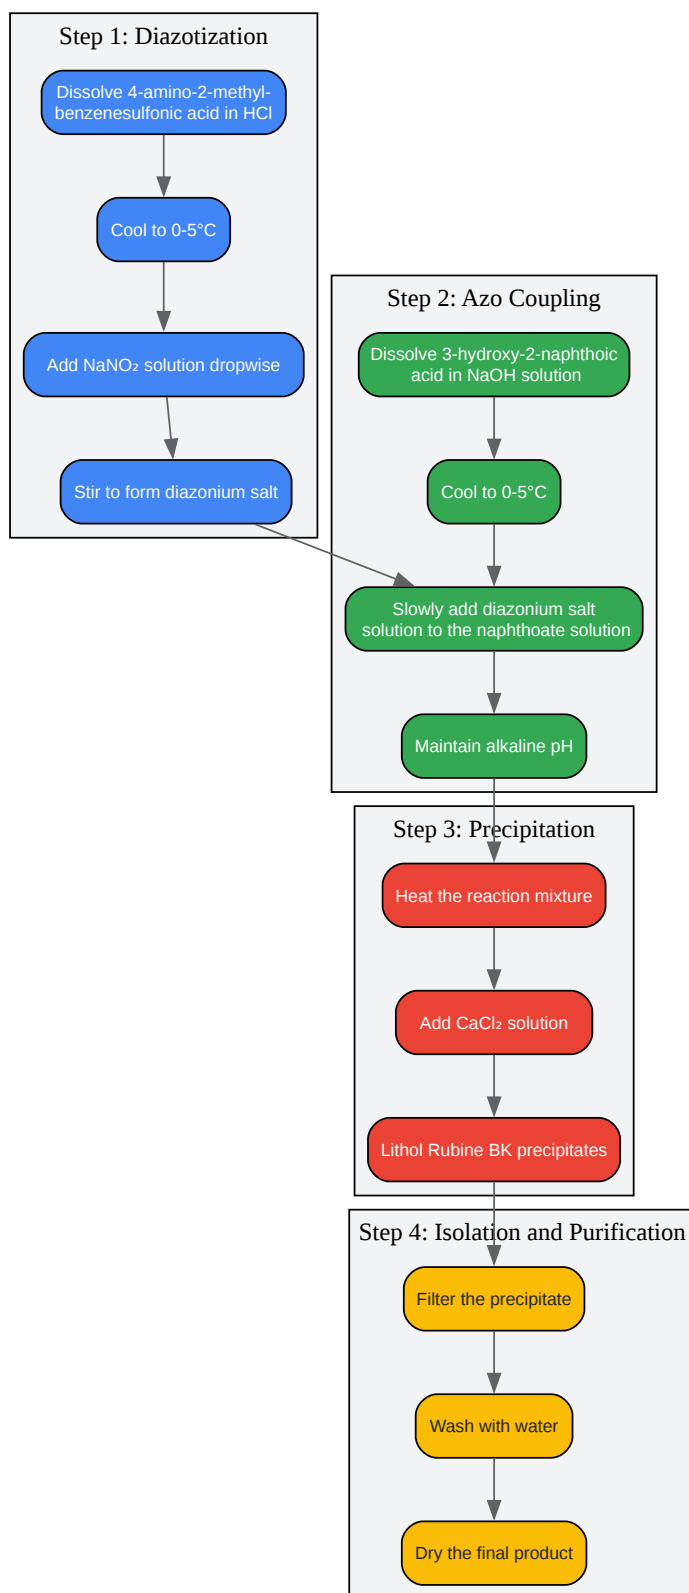 Step 1: Diazotization
Dissolve 4-amino-2-methyl-
benzenesulfonic acid in HCl
Cool to 0-5°C
Add NaNO₂ solution dropwise
Stir to form diazonium salt
Step 2: Azo Coupling
Dissolve 3-hydroxy-2-naphthoic
acid in NaOH solution
Cool to 0-5°C
Slowly add diazonium salt
solution to the naphthoate solution
Maintain alkaline pH
Step 3: Precipitation
Heat the reaction mixture
Add CaCl₂ solution
Lithol Rubine BK precipitates
Step 4: Isolation and Purification
Filter the precipitate
Wash with water
Dry the final product